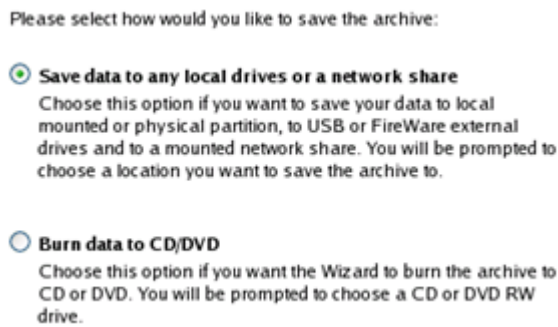 Please select how would you like to save the archive:
Save data to any local drives or a network share
Choose this option if you want to save your data to local
mounted or physical partition, to USB or FireWare external
drives and to a mounted network share. You will be prompted to
choose a location you want to save the archive to.
Burn data to CD/DVD
Choose this option if you want the Wizard to burn the archive to
CD or DVD. You will be prompted to choose a CD or DVD RW
drive.